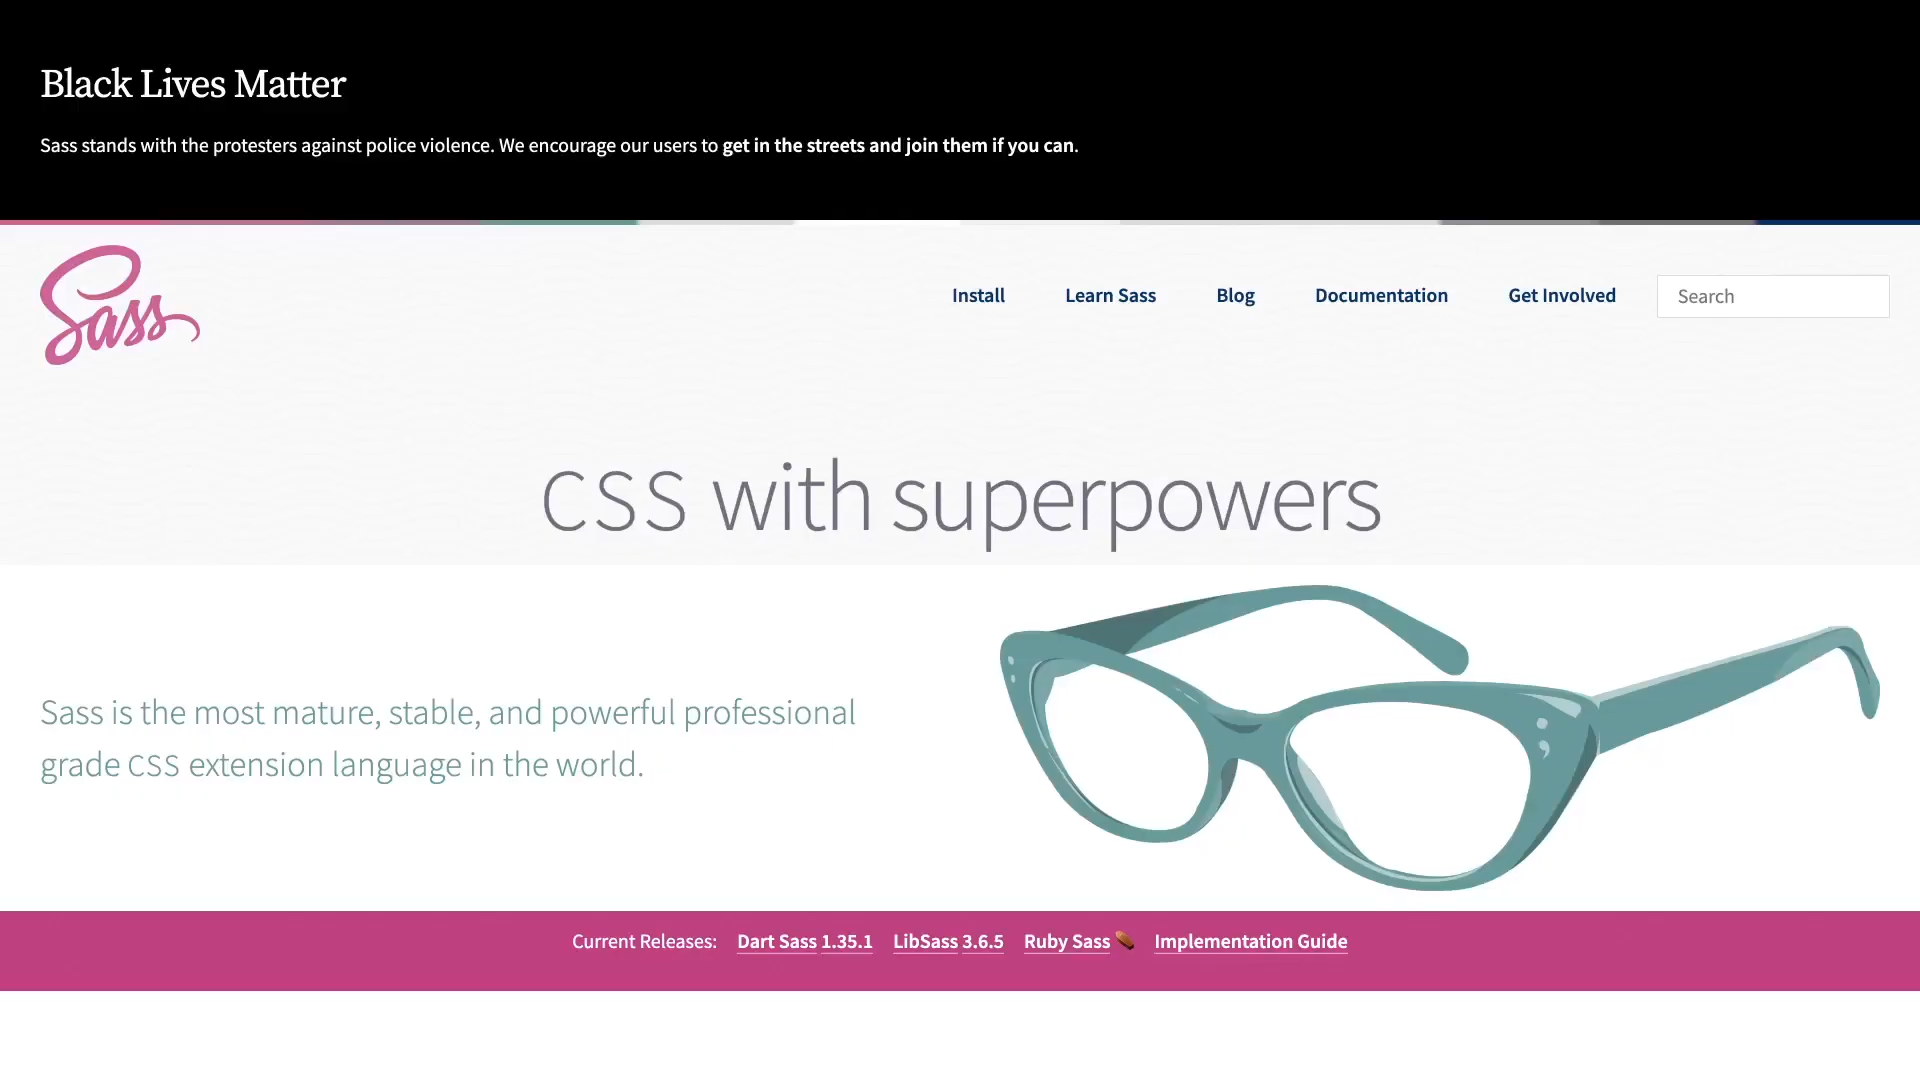 Black Lives Matter
Sass stands with the protesters against police violence. We encourage our users to get in the streets and join them if you can.
Sass
Install Learn Sass Blog Documentation Get Involved Search
CSS with superpowers
Sass is the most mature, stable, and powerful professional
grade CSS extension language in the world.
Current Releases: Dart Sass 1.35.1 LibSass 3.6.5 Ruby Sass ⚰️ Implementation Guide